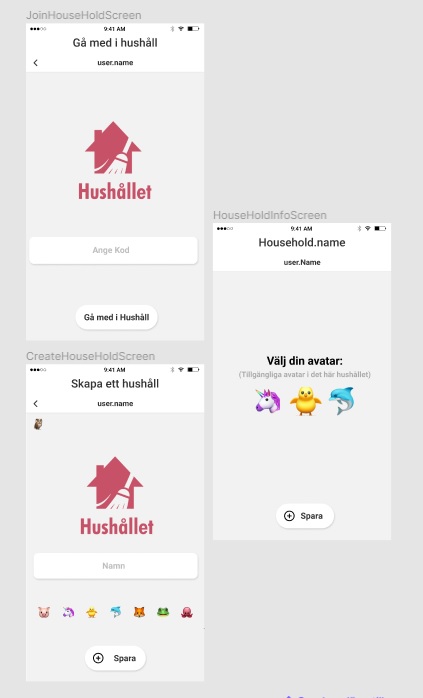 JoinHouseHoldScreen
9:41 AM
Gå med i hushåll
user.name
Hushållet
Ange Kod
Gå med i Hushåll
HouseHoldInfoScreen
9:41 AM
Household.name
user.Name
Välj din avatar:
(Tillgängliga avatar i det här hushållet)
Spara
CreateHouseHoldScreen
9:41 AM
Skapa ett hushåll
user.name
Hushållet
Namn
Spara